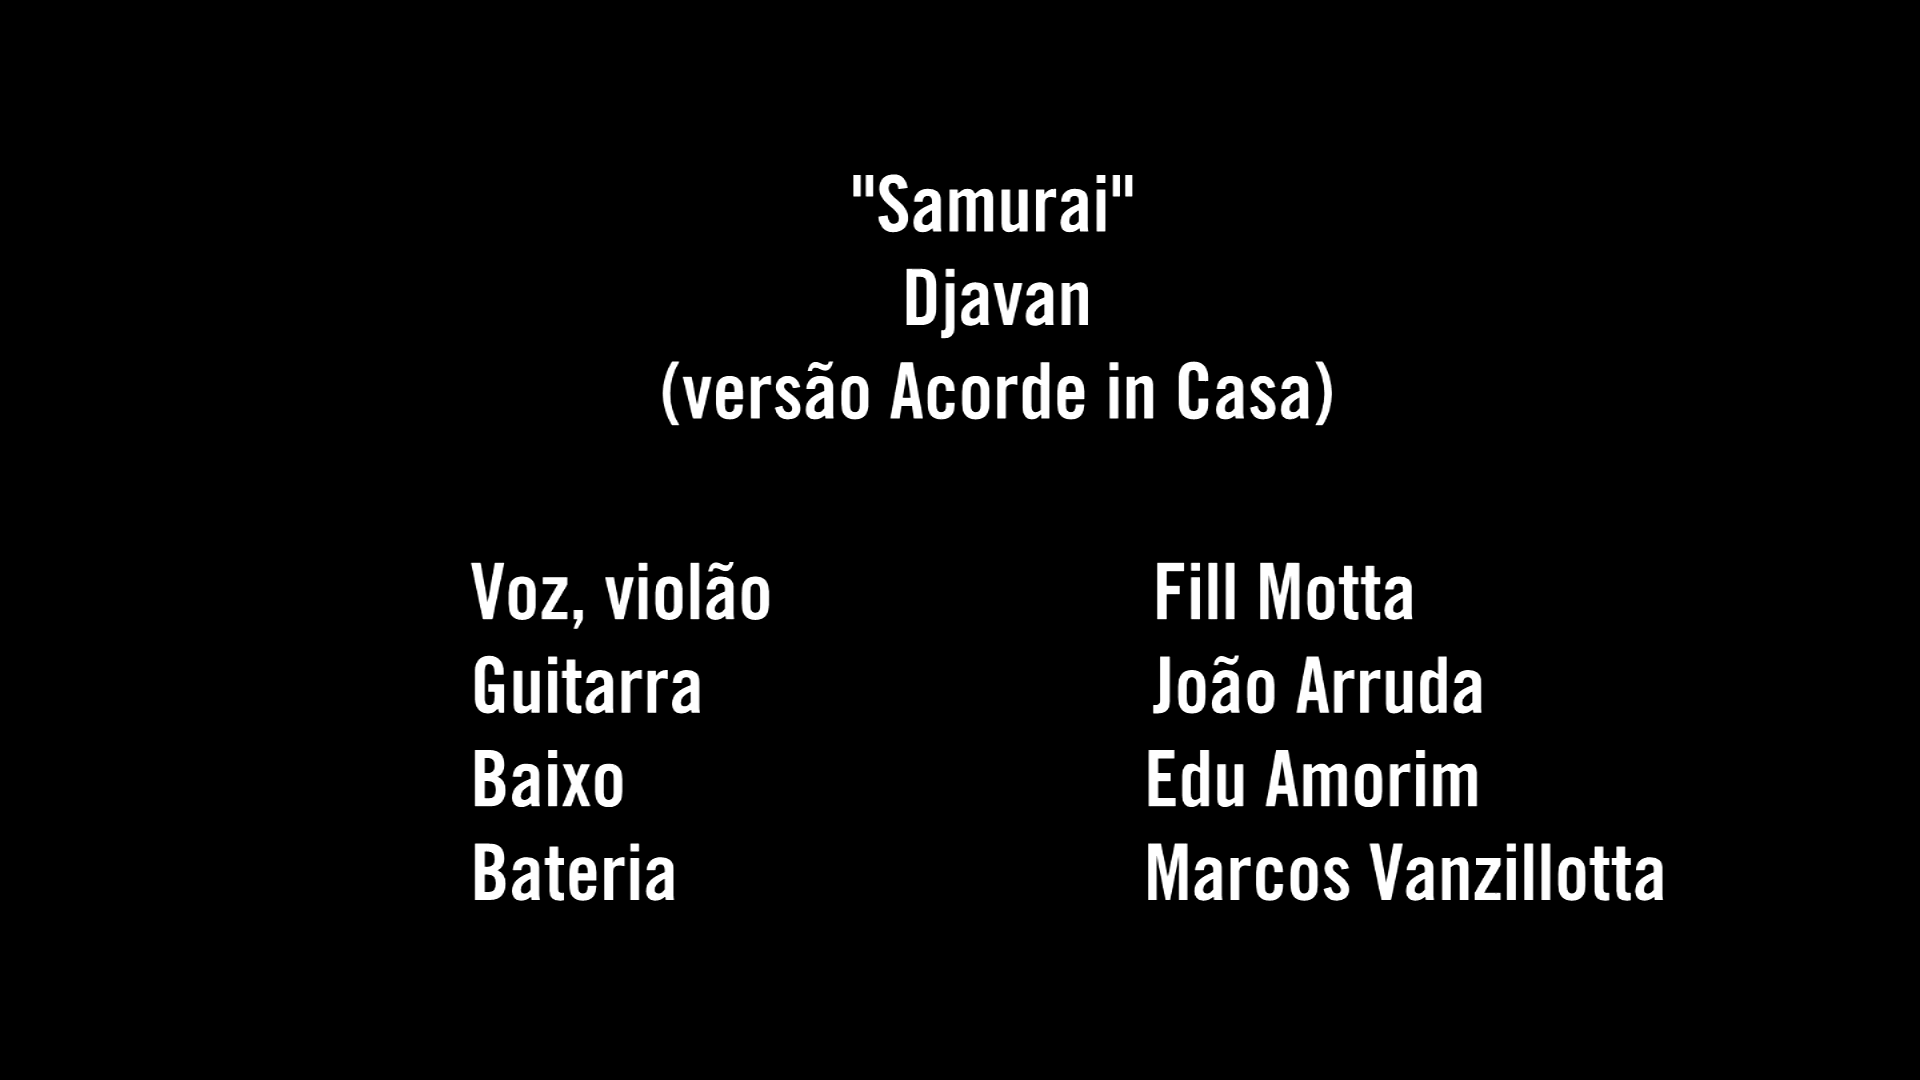 "Samurai"
Djavan
(versão Acorde in Casa)
Voz, violão Fill Motta
Guitarra João Arruda
Baixo Edu Amorim
Bateria Marcos Vanzillotta